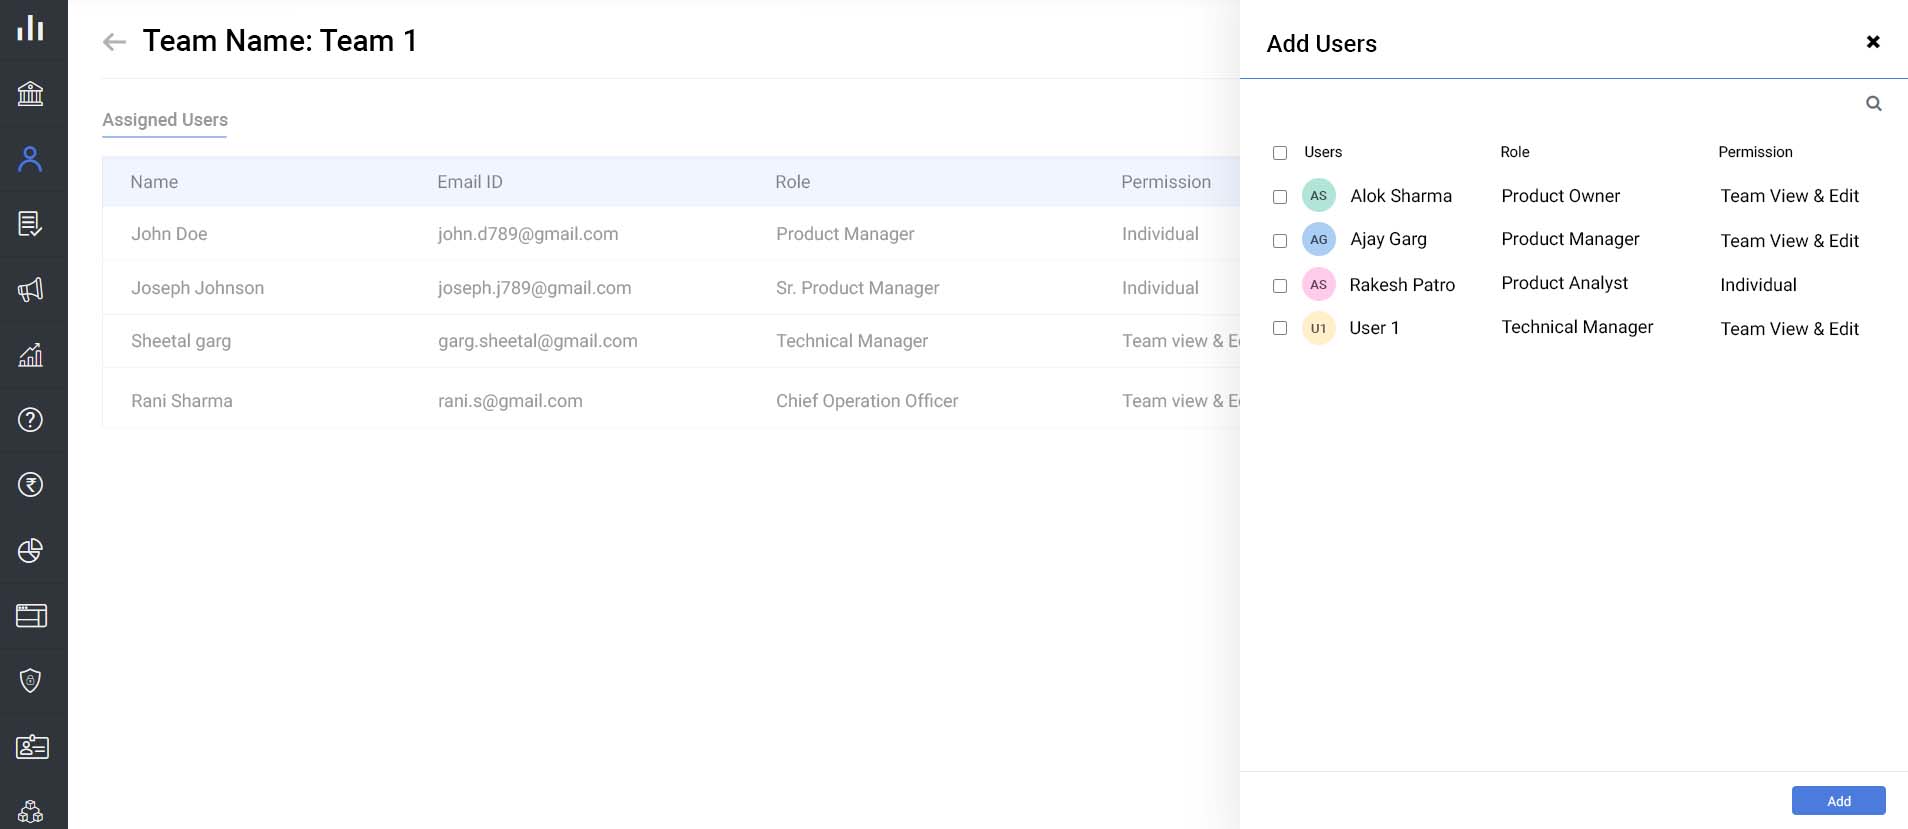 Team Name: Team 1
Assigned Users
Name Email ID Role Permission
John Doe john.d789@gmail.com Product Manager Individual
Joseph Johnson joseph.j789@gmail.com Sr. Product Manager Individual
Sheetal garg garg.sheetal@gmail.com Technical Manager Team view & E
Rani Sharma rani.s@gmail.com Chief Operation Officer Team view & E
Add Users
Users Role Permission
AS Alok Sharma Product Owner Team View & Edit
AG Ajay Garg Product Manager Team View & Edit
AS Rakesh Patro Product Analyst Individual
U1 User 1 Technical Manager Team View & Edit
Add